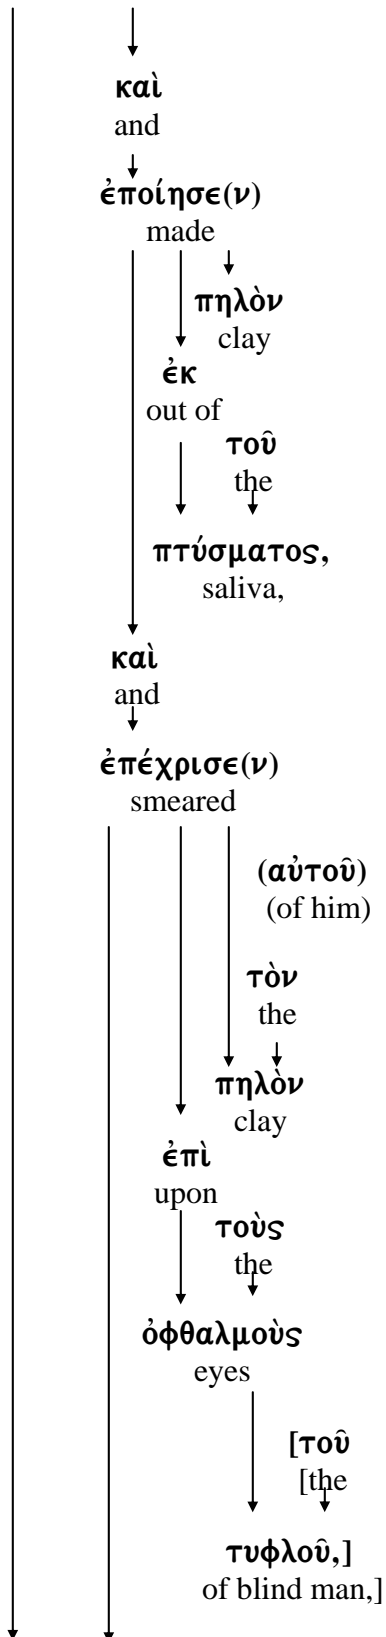 καὶ
and
ἐποίησε(ν)
made
πηλὸν
clay
ἐκ
out of
τοῦ
the
πτύσματος,
saliva,
καὶ
and
ἐπέχρισε(ν)
smeared
(αὐτοῦ)
(of him)
τὸν
the
πηλὸν
clay
ἐπὶ
upon
τοὺς
the
ὀφθαλμοὺς
eyes
[τοῦ
[the
τυφλοῦ,]
of blind man,]